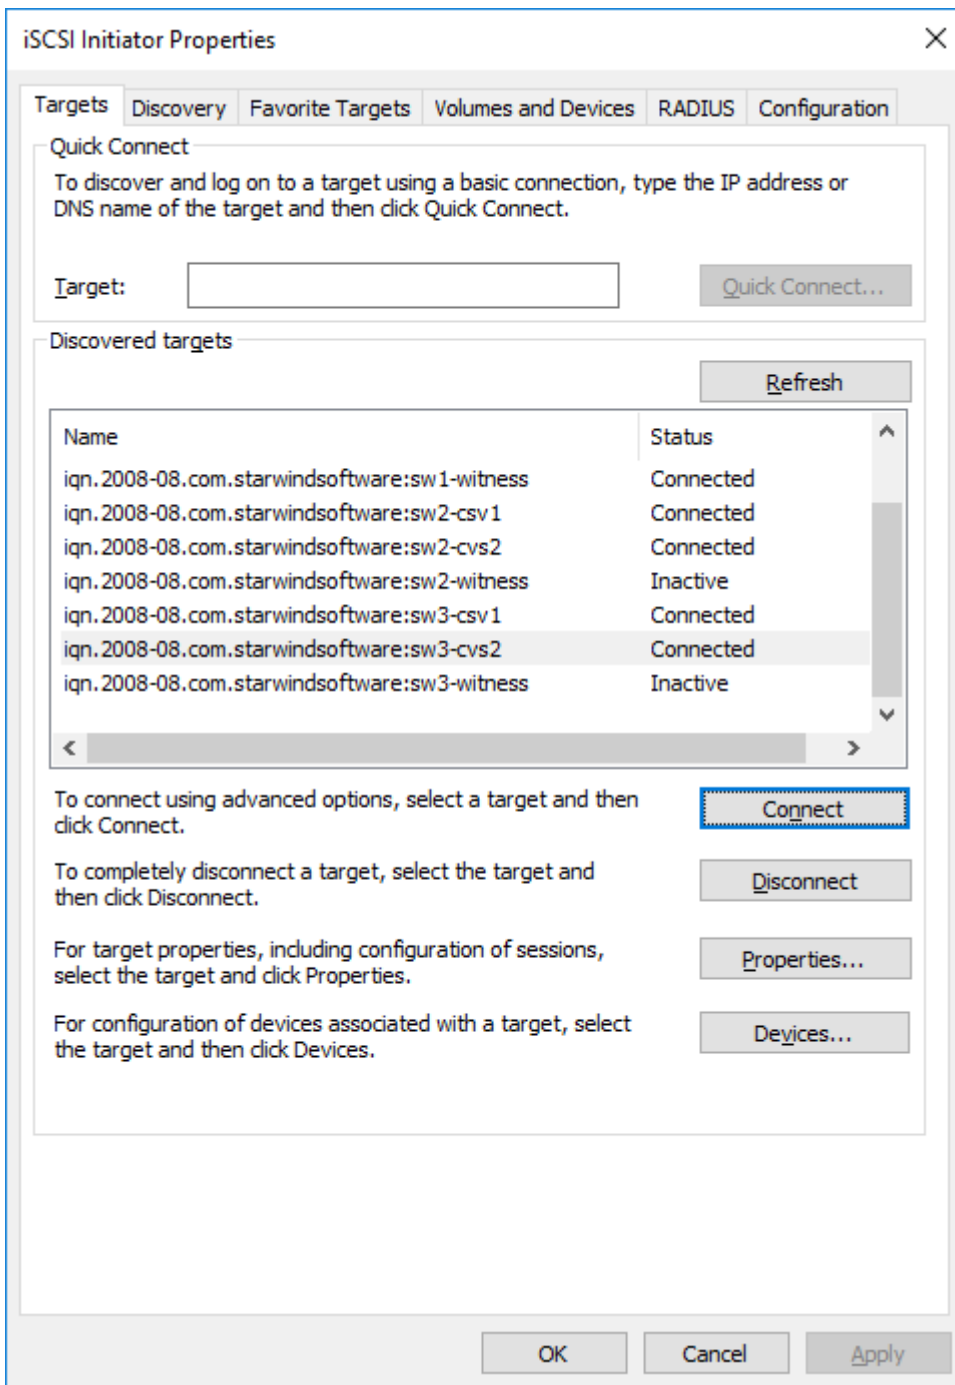 iSCSI Initiator Properties
Targets Discovery Favorite Targets Volumes and Devices RADIUS Configuration
Quick Connect
To discover and log on to a target using a basic connection, type the IP address or
DNS name of the target and then click Quick Connect.
Target:
Quick Connect...
Discovered targets
Refresh
Name Status
iqn.2008-08.com.starwindsoftware:sw1-witness Connected
iqn.2008-08.com.starwindsoftware:sw2-csv1 Connected
iqn.2008-08.com.starwindsoftware:sw2-cvs2 Connected
iqn.2008-08.com.starwindsoftware:sw2-witness Inactive
iqn.2008-08.com.starwindsoftware:sw3-csv1 Connected
iqn.2008-08.com.starwindsoftware:sw3-cvs2 Connected
iqn.2008-08.com.starwindsoftware:sw3-witness Inactive
To connect using advanced options, select a target and then
click Connect.
Connect
To completely disconnect a target, select the target and
then click Disconnect.
Disconnect
For target properties, including configuration of sessions,
select the target and click Properties.
Properties...
For configuration of devices associated with a target, select
the target and then click Devices.
Devices...
OK Cancel Apply